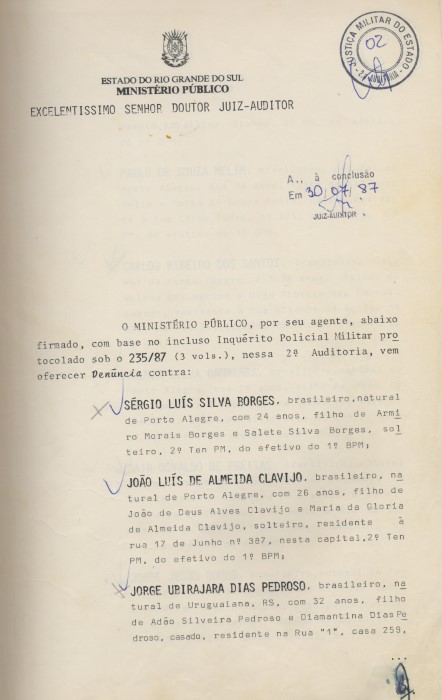 JUSTIÇA MILITAR DO ESTADO
02
2ª AUDITORIA
ESTADO DO RIO GRANDE DO SUL
MINISTÉRIO PÚBLICO
EXCELENTISSIMO SENHOR DOUTOR JUIZ-AUDITOR
A., à conclusão
Em 30/07/87
JUIZ-AUDITOR
O MINISTÉRIO PÚBLICO, por seu agente, abaixo
firmado, com base no incluso Inquérito Policial Militar pro
tocolado sob o 235/87 (3 vols.), nessa 2ª Auditoria, vem
oferecer Denúncia contra:
SÉRGIO LUÍS SILVA BORGES, brasileiro,natural
de Porto Alegre, com 24 anos, filho de Armi
ro Morais Borges e Salete Silva Borges, sol
teiro, 2º Ten PM, do efetivo do 1º BPM;
JOÃO LUÍS DE ALMEIDA CLAVIJO, brasileiro, na
tural de Porto Alegre, com 26 anos, filho de
João de Deus Alves Clavijo e Maria da Gloria
de Almeida Clavijo, solteiro, residente à
rua 17 de Junho nº 387, nesta capital,2º Ten
PM, do efetivo do 1º BPM;
JORGE UBIRAJARA DIAS PEDROSO, brasileiro, na
tural de Uruguaiana, RS, com 32 anos, filho
de Adão Silveira Pedroso e Diamantina Dias Pe
droso, casado, residente na Rua "1", casa 259,
...